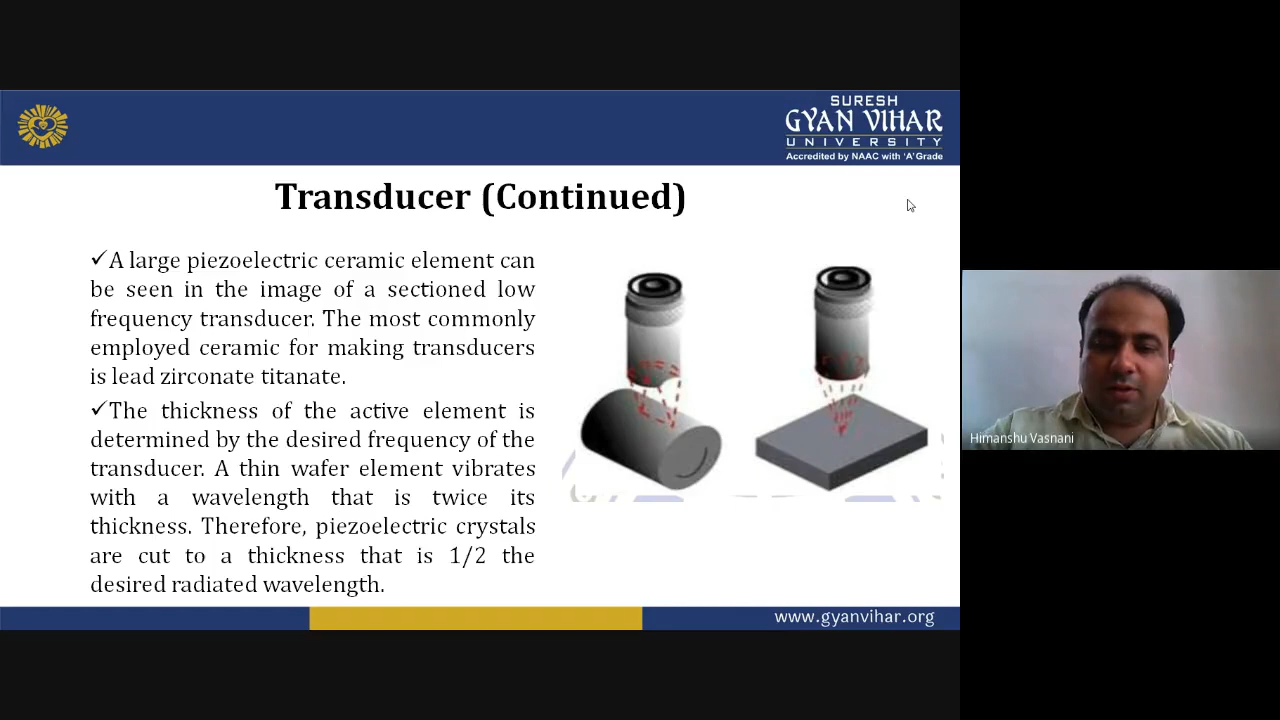 SURESH
GYAN VIHAR
UNIVERSITY
Accredited by NAAC with 'A' Grade
Transducer (Continued)
✓A large piezoelectric ceramic element can
be seen in the image of a sectioned low
frequency transducer. The most commonly
employed ceramic for making transducers
is lead zirconate titanate.
✓The thickness of the active element is
determined by the desired frequency of the
transducer. A thin wafer element vibrates
with a wavelength that is twice its
thickness. Therefore, piezoelectric crystals
are cut to a thickness that is 1/2 the
desired radiated wavelength.
Himanshu Vasnani
www.gyanvihar.org